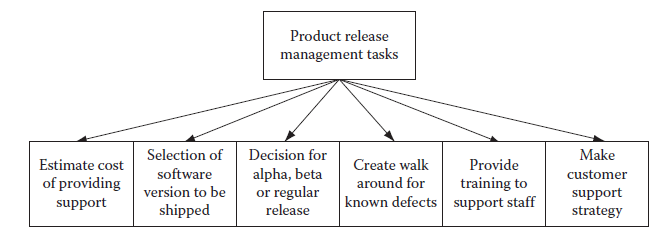 Product release
management tasks
Estimate cost
of providing
support
Selection of
software
version to be
shipped
Decision for
alpha, beta
or regular
release
Create walk
around for
known defects
Provide
training to
support staff
Make
customer
support
strategy